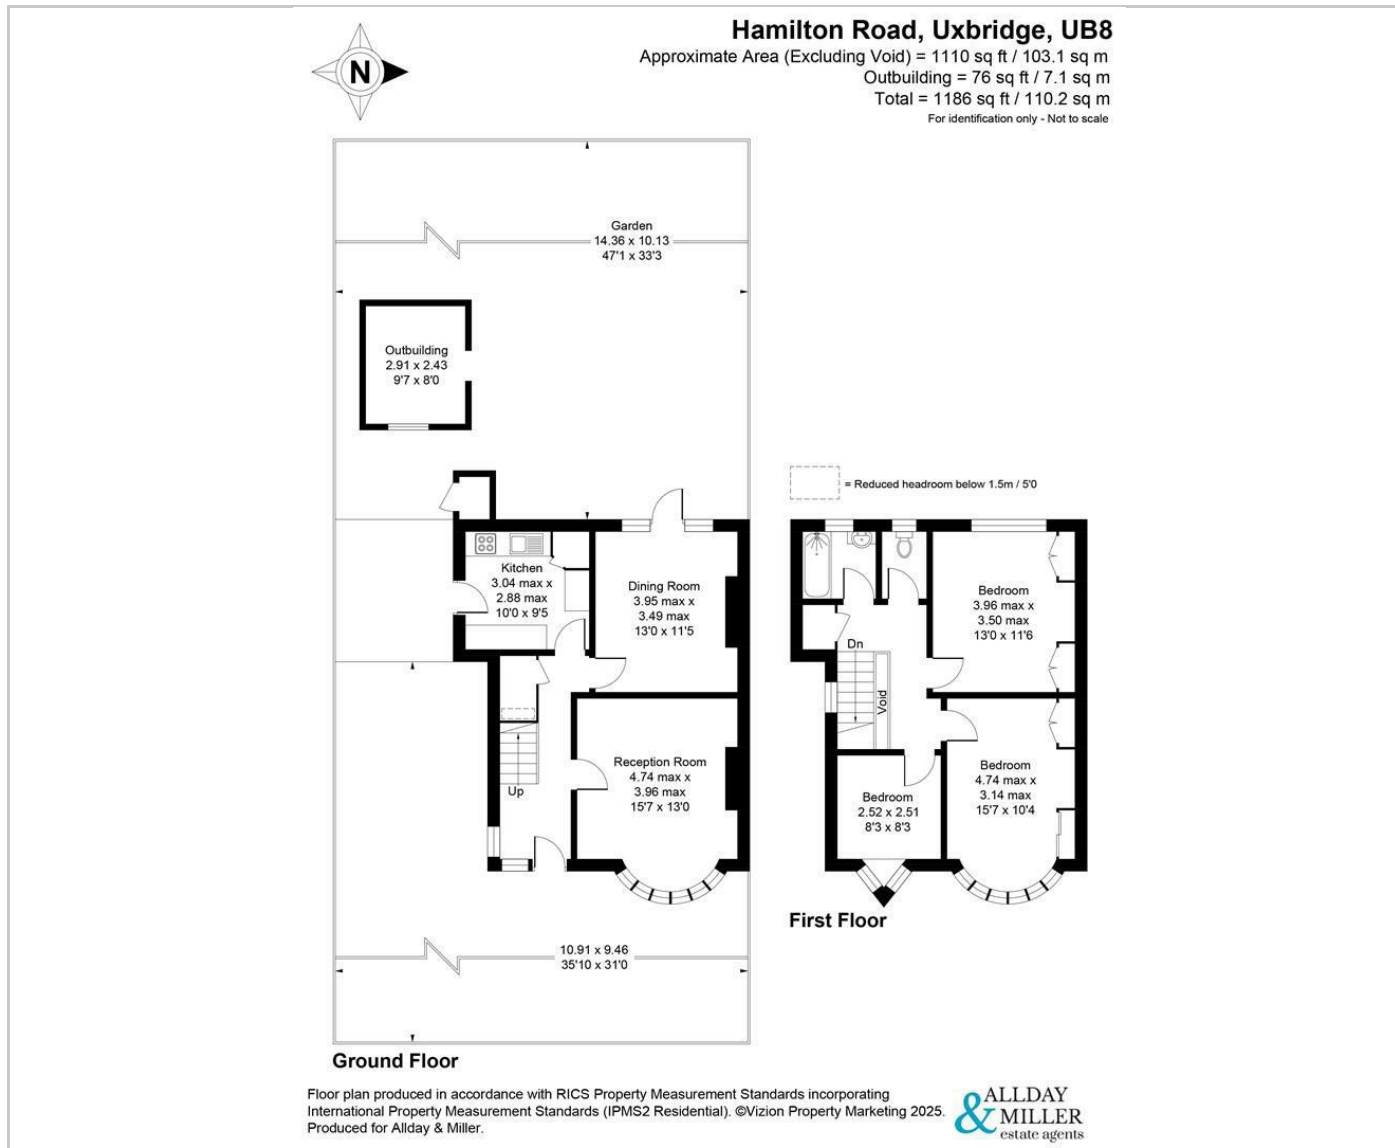 Hamilton Road, Uxbridge, UB8
Approximate Area (Excluding Void) = 1110 sq ft / 103.1 sq m
Outbuilding = 76 sq ft / 7.1 sq m
Total = 1186 sq ft / 110.2 sq m
For identification only - Not to scale
N
Garden
14.36 x 10.13
47'1 x 33'3
Outbuilding
2.91 x 2.43
9'7 x 8'0
= Reduced headroom below 1.5m / 5'0
Kitchen
3.04 max x
2.88 max
10'0 x 9'5
Dining Room
3.95 max x
3.49 max
13'0 x 11'5
Reception Room
4.74 max x
3.96 max
15'7 x 13'0
Up
10.91 x 9.46
35'10 x 31'0
Ground Floor
Bedroom
3.96 x
3.50 max
13'0 x 11'6
Dn
Void
Bedroom
4.74 max x
3.14 max
15'7 x 10'4
Bedroom
2.52 x 2.51
8'3 x 8'3
First Floor
Floor plan produced in accordance with RICS Property Measurement Standards incorporating
International Property Measurement Standards (IPMS2 Residential). ©Vizion Property Marketing 2025.
Produced for Allday & Miller.
ALLDAY
& MILLER
estate agents